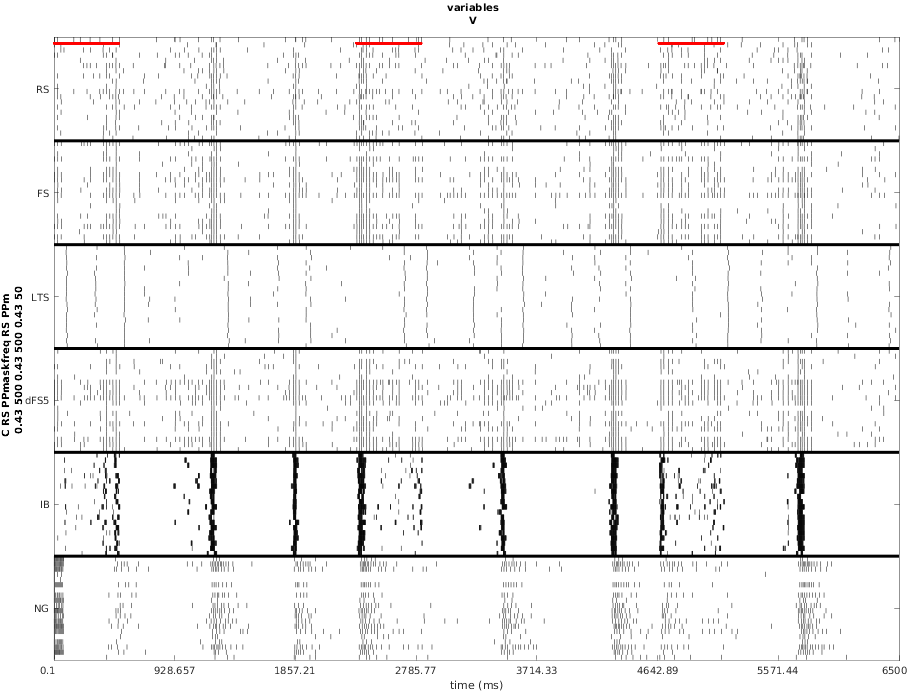 variables
V
RS
FS
LTS
dFS5
IB
NG
C RS PPmaskfreq RS PPm
0.43 500 0.43 500 0.43 50
0.1 928.657 1857.21 2785.77 3714.33 4642.89 5571.44 6500
time (ms)